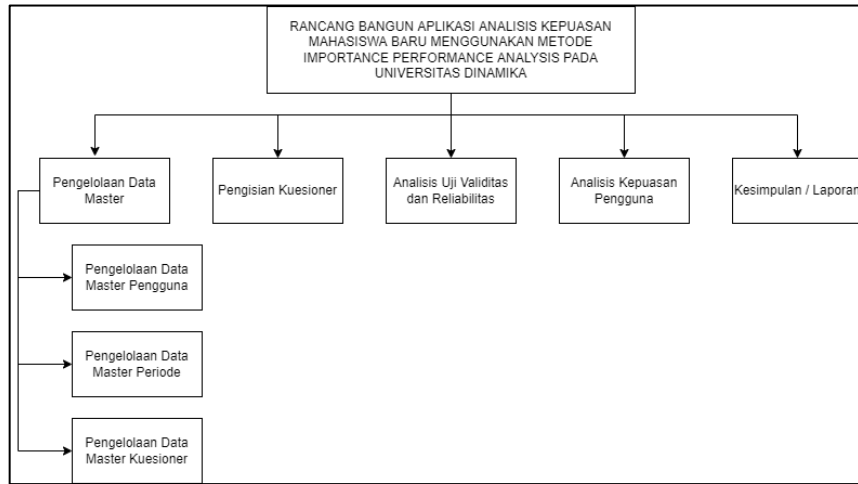 RANCANG BANGUN APLIKASI ANALISIS KEPUASAN
MAHASISWA BARU MENGGUNAKAN METODE
IMPORTANCE PERFORMANCE ANALYSIS PADA
UNIVERSITAS DINAMIKA
Pengelolaan Data
Master
Pengisian Kuesioner
Analisis Uji Validitas
dan Reliabilitas
Analisis Kepuasan
Pengguna
Kesimpulan / Laporan
Pengelolaan Data
Master Pengguna
Pengelolaan Data
Master Periode
Pengelolaan Data
Master Kuesioner